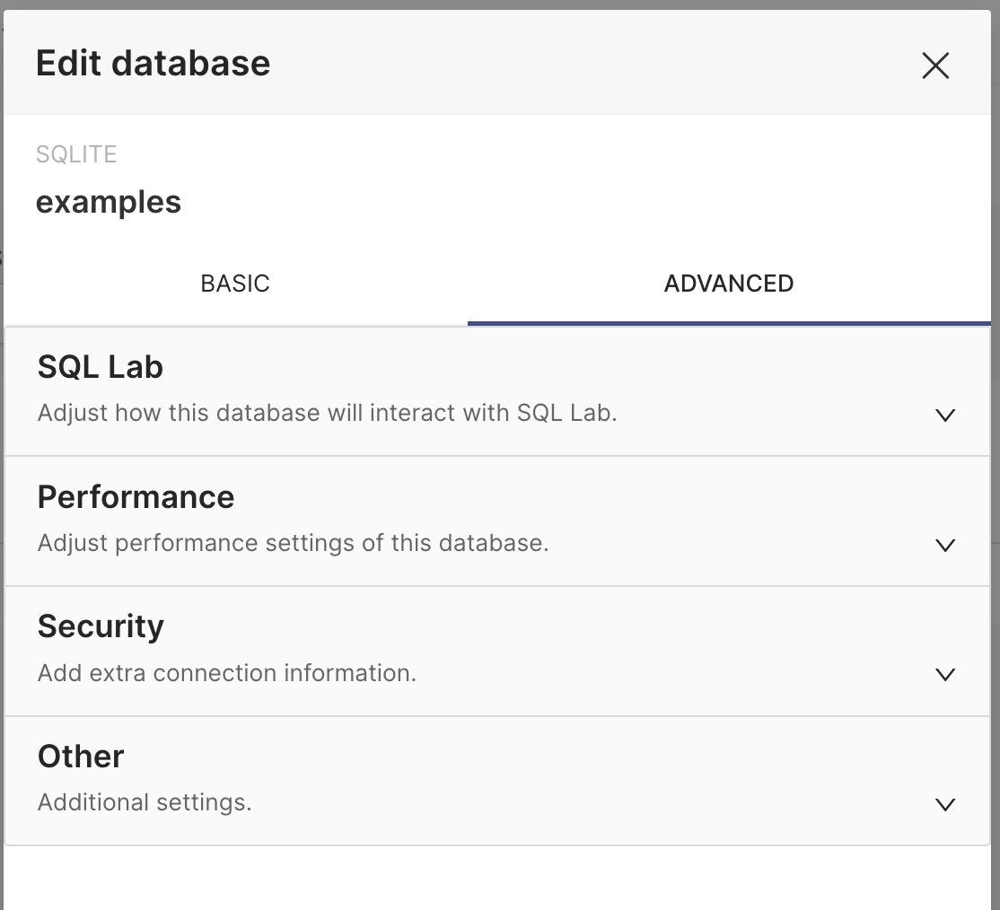 Edit database
SQLITE
examples
BASIC
ADVANCED
SQL Lab
Adjust how this database will interact with SQL Lab.
Performance
Adjust performance settings of this database.
Security
Add extra connection information.
Other
Additional settings.